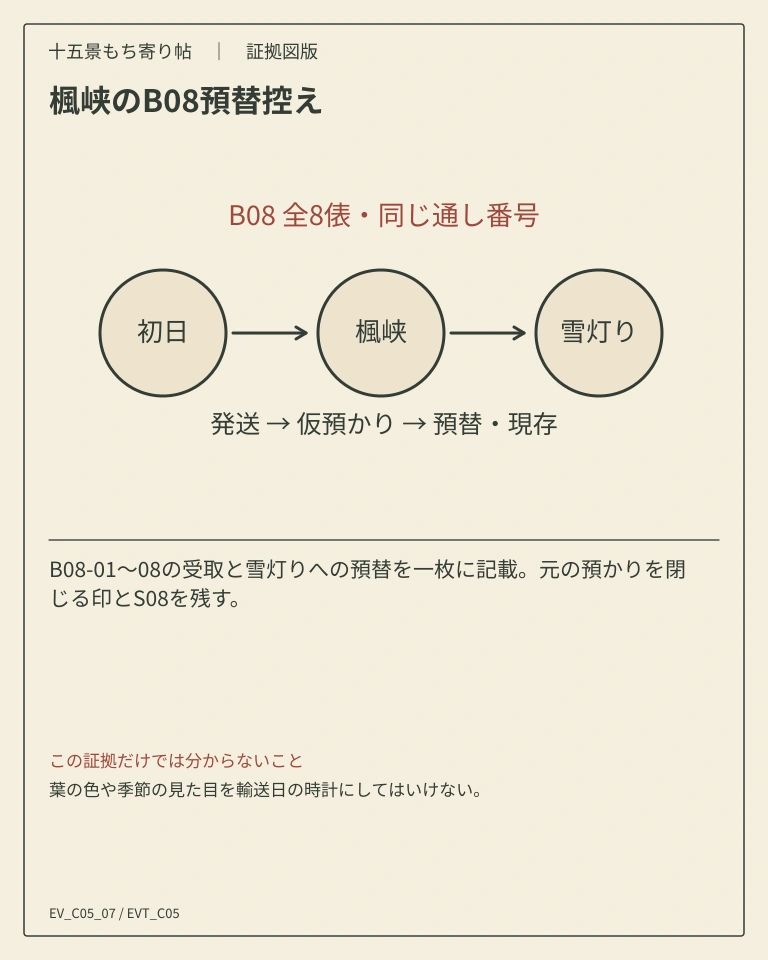 十五景もち寄り帖 ｜ 証拠図版
楓峡のB08預替控え
B08 全8俵・同じ通し番号
初日 楓峡 雪灯り
発送 → 仮預かり → 預替・現存
B08-01〜08の受取と雪灯りへの預替を一枚に記載。元の預かりを閉
じる印とS08を残す。
この証拠だけでは分からないこと
葉の色や季節の見た目を輸送日の時計にしてはいけない。
EV_C05_07 / EVT_C05